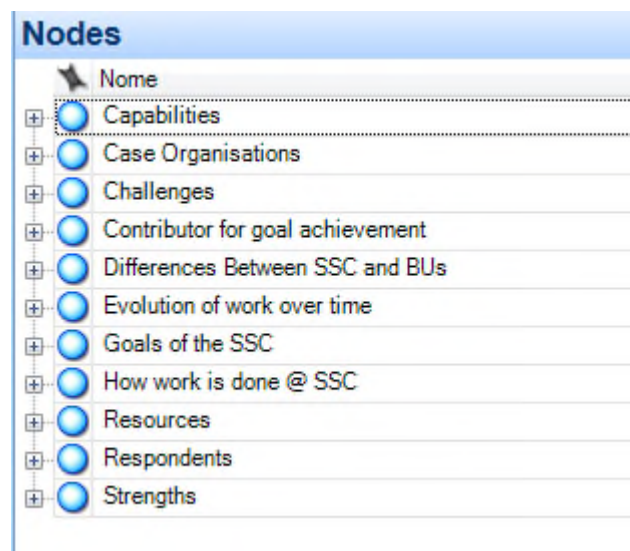 Nodes
Nome
Capabilities
Case Organisations
Challenges
Contributor for goal achievement
Differences Between SSC and BUs
Evolution of work over time
Goals of the SSC
How work is done @ SSC
Resources
Respondents
Strengths